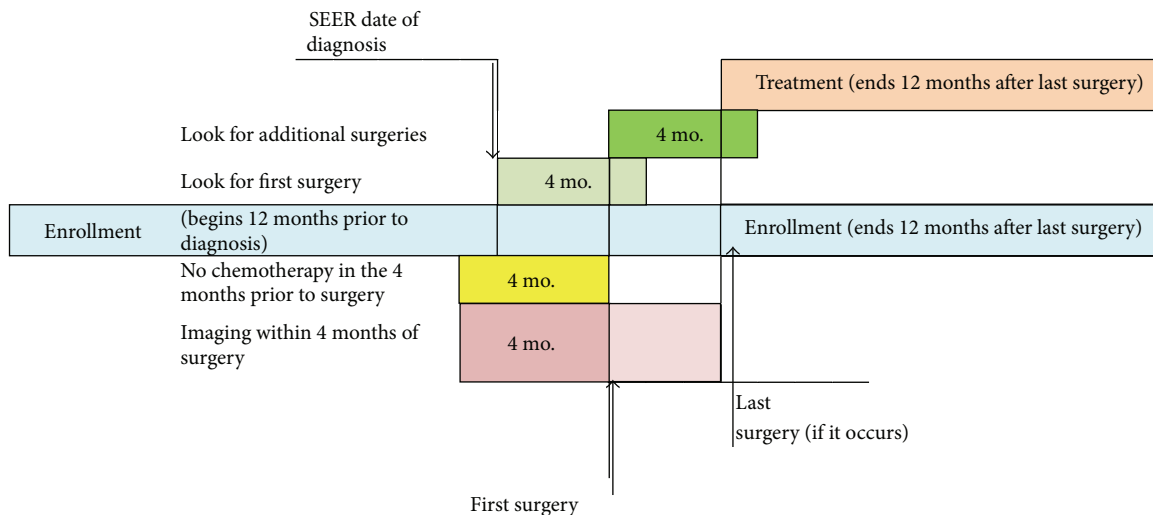 SEER date of
diagnosis
Treatment (ends 12 months after last surgery)
Look for additional surgeries
4 mo.
Look for first surgery
4 mo.
Enrollment
(begins 12 months prior to
diagnosis)
Enrollment (ends 12 months after last surgery)
No chemotherapy in the 4
months prior to surgery
4 mo.
Imaging within 4 months of
surgery
4 mo.
Last
surgery (if it occurs)
First surgery